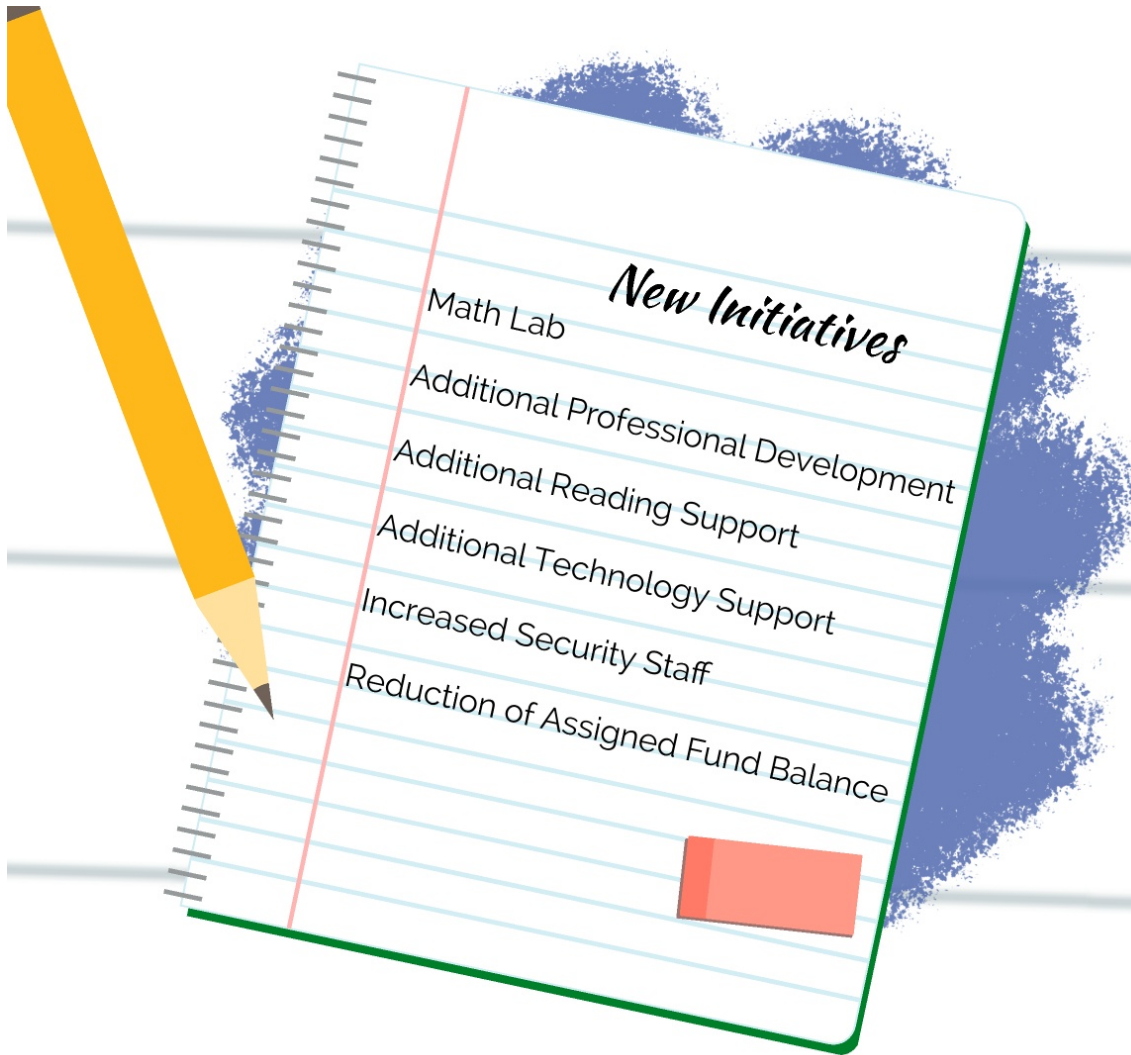 New Initiatives
Math Lab
Additional Professional Development
Additional Reading Support
Additional Technology Support
Increased Security Staff
Reduction of Assigned Fund Balance